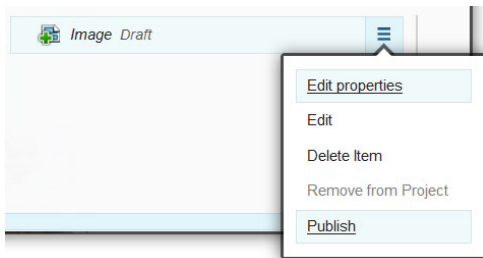 Image Draft
Edit properties
Edit
Delete Item
Remove from Project
Publish